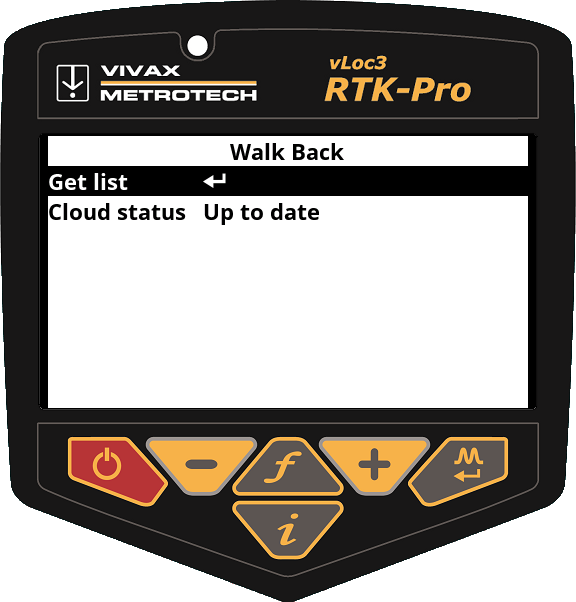 VIVAX
METROTECH
vLoc3
RTK-Pro
Walk Back
Get list
Cloud status Up to date
f
i